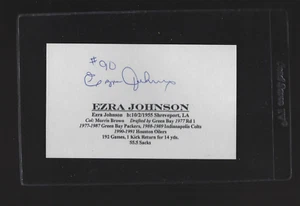 #90
Ezra Johnson
EZRA JOHNSON
Ezra Johnson b:10/2/1955 Shreveport, LA
Col: Morris Brown Drafted by Green Bay 1977 Rd 1
1977-1987 Green Bay Packers, 1988-1989 Indianapolis Colts
1990-1991 Houston Oilers
192 Games, 1 Kick Return for 14 yds.
55.5 Sacks